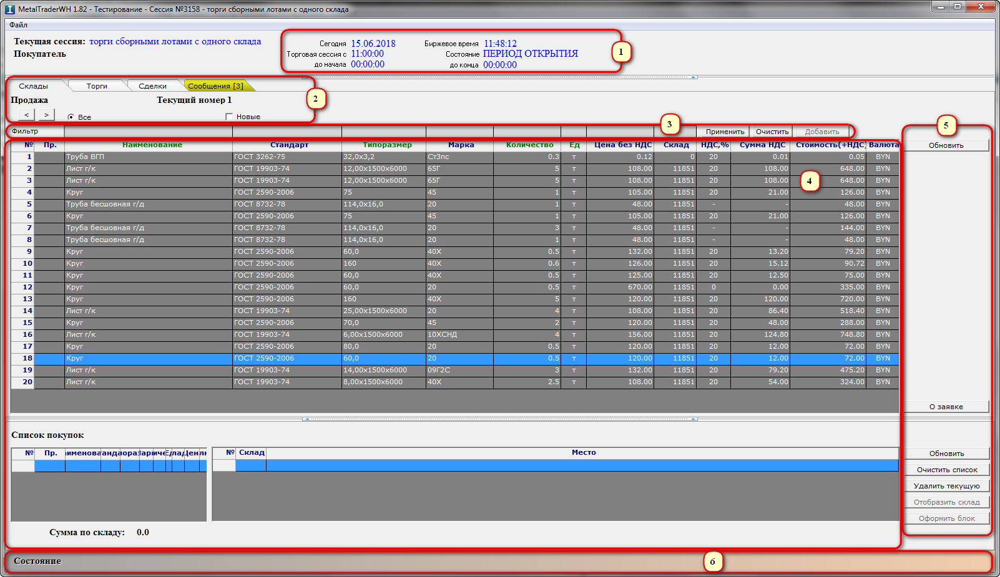 MetalTraderWH 1.82 - Тестирование - Сессия №3158 - торги сборными лотами с одного склада
Файл
Текущая сессия: торги сборными лотами с одного склада
Покупатель
Сегодня 15.06.2018 Биржевое время 11:48:12
Торговая сессия с 11:00:00 Состояние ПЕРИОД ОТКРЫТИЯ
до начала 00:00:00 до конца 00:00:00
1
Склады Торги Сделки Сообщения [3]
Продажа Текущий номер 1
2
< > Все Новые
3
Фильтр Применить Очистить Добавить
5
№ Пр. Наименование Стандарт Типоразмер Марка Количество Ед Цена без НДС Склад НДС,% Сумма НДС Стоимость(+НДС) Валюта
Обновить
1 Труба ВГП ГОСТ 3262-75 32,0x3,2 Ст3пс 0.3 т 0.12 0 20 0.01 0.05 BYN
2 Лист г/к ГОСТ 19903-74 12,00x1500x6000 65Г 5 т 108.00 11851 20 108.00 648.00 BYN
3 Лист г/к ГОСТ 19903-74 12,00x1500x6000 65Г 5 т 108.00 11851 20 108.00 648.00 BYN
4
4 Круг ГОСТ 2590-2006 75 45 1 т 105.00 11851 20 21.00 126.00 BYN
5 Труба бесшовная г/д ГОСТ 8732-78 114,0x16,0 20 1 т 48.00 11851 - - 48.00 BYN
6 Круг ГОСТ 2590-2006 75 45 1 т 105.00 11851 20 21.00 126.00 BYN
7 Труба бесшовная г/д ГОСТ 8732-78 114,0x16,0 20 3 т 48.00 11851 - - 144.00 BYN
8 Труба бесшовная г/д ГОСТ 8732-78 114,0x16,0 20 1 т 48.00 11851 - - 48.00 BYN
9 Круг ГОСТ 2590-2006 60,0 40Х 0.5 т 132.00 11851 20 13.20 79.20 BYN
10 Круг ГОСТ 2590-2006 160 40Х 0.6 т 126.00 11851 20 15.12 90.72 BYN
11 Круг ГОСТ 2590-2006 60,0 40Х 0.5 т 125.00 11851 20 12.50 75.00 BYN
12 Круг ГОСТ 2590-2006 60,0 20 0.5 т 670.00 11851 0 0.00 335.00 BYN
13 Круг ГОСТ 2590-2006 160 40Х 5 т 120.00 11851 20 120.00 720.00 BYN
14 Лист г/к ГОСТ 19903-74 25,00x1500x6000 20 4 т 108.00 11851 20 86.40 518.40 BYN
15 Круг ГОСТ 2590-2006 70,0 45 2 т 120.00 11851 20 48.00 288.00 BYN
16 Лист г/к ГОСТ 19903-74 6,00x1500x6000 10ХСНД 4 т 156.00 11851 20 124.80 748.80 BYN
17 Круг ГОСТ 2590-2006 80,0 20 0.5 т 120.00 11851 20 12.00 72.00 BYN
18 Круг ГОСТ 2590-2006 60,0 20 0.5 т 120.00 11851 20 12.00 72.00 BYN
19 Лист г/к ГОСТ 19903-74 14,00x1500x6000 09Г2С 3 т 132.00 11851 20 79.20 475.20 BYN
20 Лист г/к ГОСТ 19903-74 8,00x1500x6000 40Х 2.5 т 108.00 11851 20 54.00 324.00 BYN
О заявке
Список покупок
№ Пр. № Склад Место
Обновить
Очистить список
Удалить текущую
Отобразить склад
Оформить блок
Сумма по складу: 0.0
Состояние
6